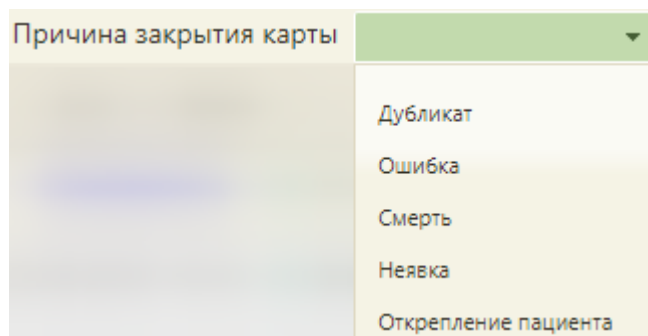 Причина закрытия карты
Дубликат
Ошибка
Смерть
Неявка
Открепление пациента